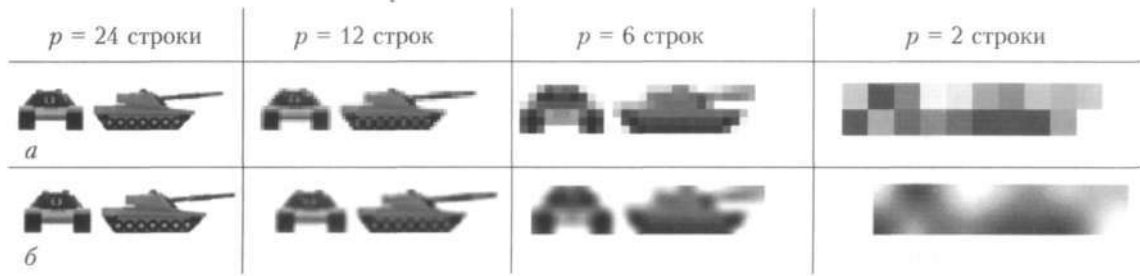 p = 24 строки
p = 12 строк
p = 6 строк
p = 2 строки
а
б